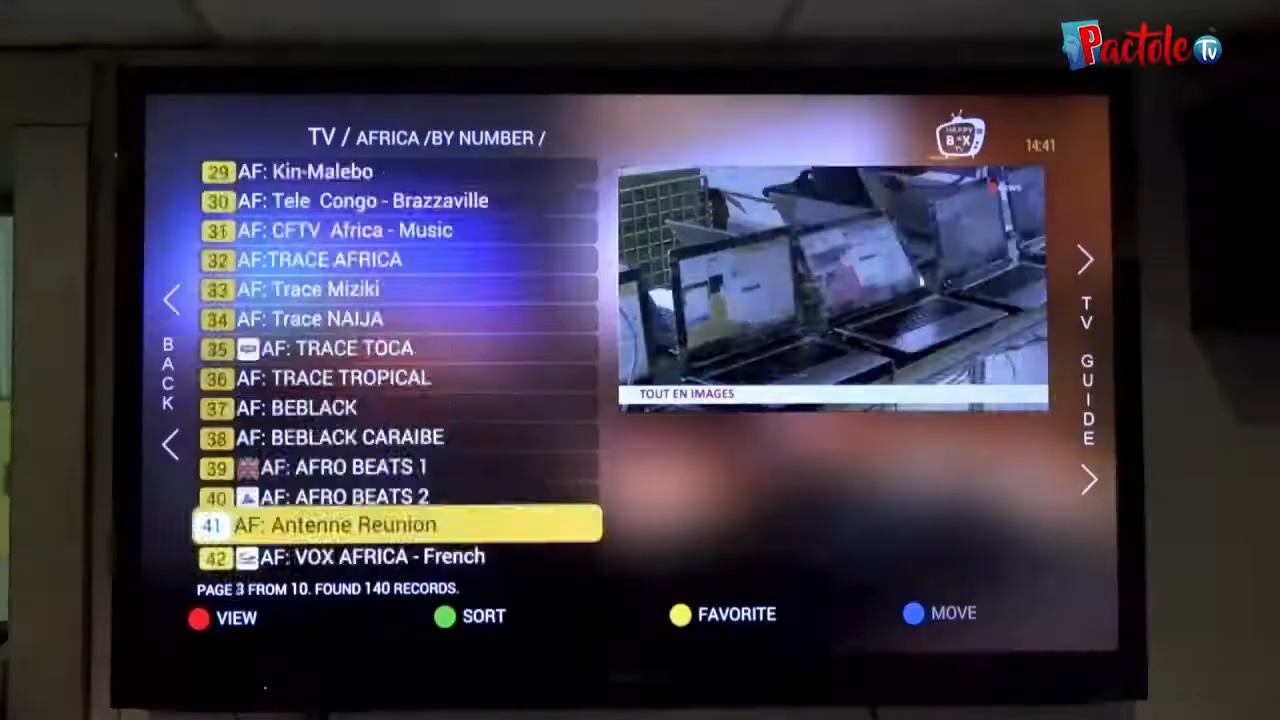 Pactole Tv
TV / AFRICA /BY NUMBER /
HAPPY
BOX
TV
14:41
29 AF: Kin-Malebo
30 AF: Tele Congo - Brazzaville
31 AF: CFTV Africa - Music
32 AF:TRACE AFRICA
33 AF: Trace Miziki
34 AF: Trace NAIJA
35 AF: TRACE TOCA
36 AF: TRACE TROPICAL
37 AF: BEBLACK
38 AF: BEBLACK CARAIBE
39 AF: AFRO BEATS 1
40 AF: AFRO BEATS 2
41 AF: Antenne Reunion
42 AF: VOX AFRICA - French
BACK
TOUT EN IMAGES
TV GUIDE
PAGE 3 FROM 10. FOUND 140 RECORDS.
VIEW
SORT
FAVORITE
MOVE